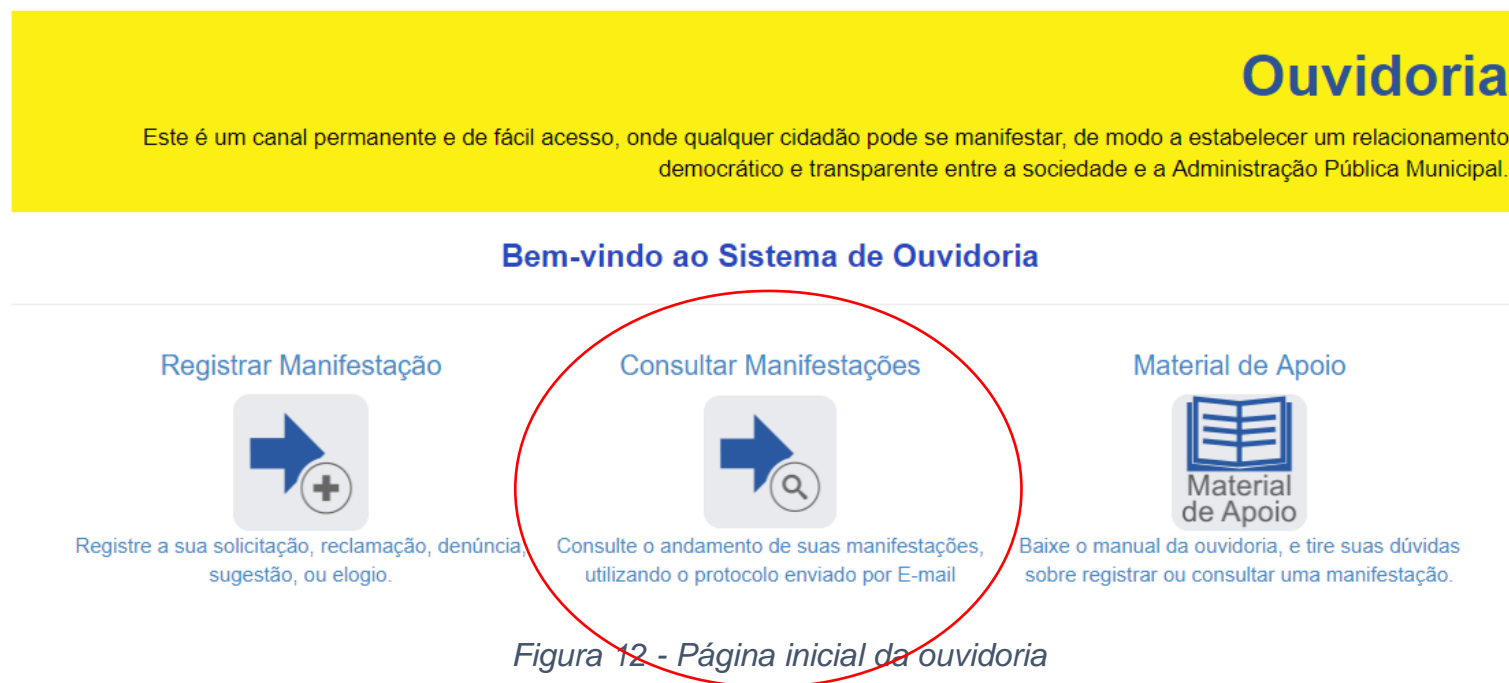 Ouvidoria
Este é um canal permanente e de fácil acesso, onde qualquer cidadão pode se manifestar, de modo a estabelecer um relacionamento
democrático e transparente entre a sociedade e a Administração Pública Municipal.
Bem-vindo ao Sistema de Ouvidoria
Registrar Manifestação
Registre a sua solicitação, reclamação, denúncia,
sugestão, ou elogio.
Consultar Manifestações
Consulte o andamento de suas manifestações,
utilizando o protocolo enviado por E-mail
Material de Apoio
Material
de Apoio
Baixe o manual da ouvidoria, e tire suas dúvidas
sobre registrar ou consultar uma manifestação.
Figura 12 - Página inicial da ouvidoria